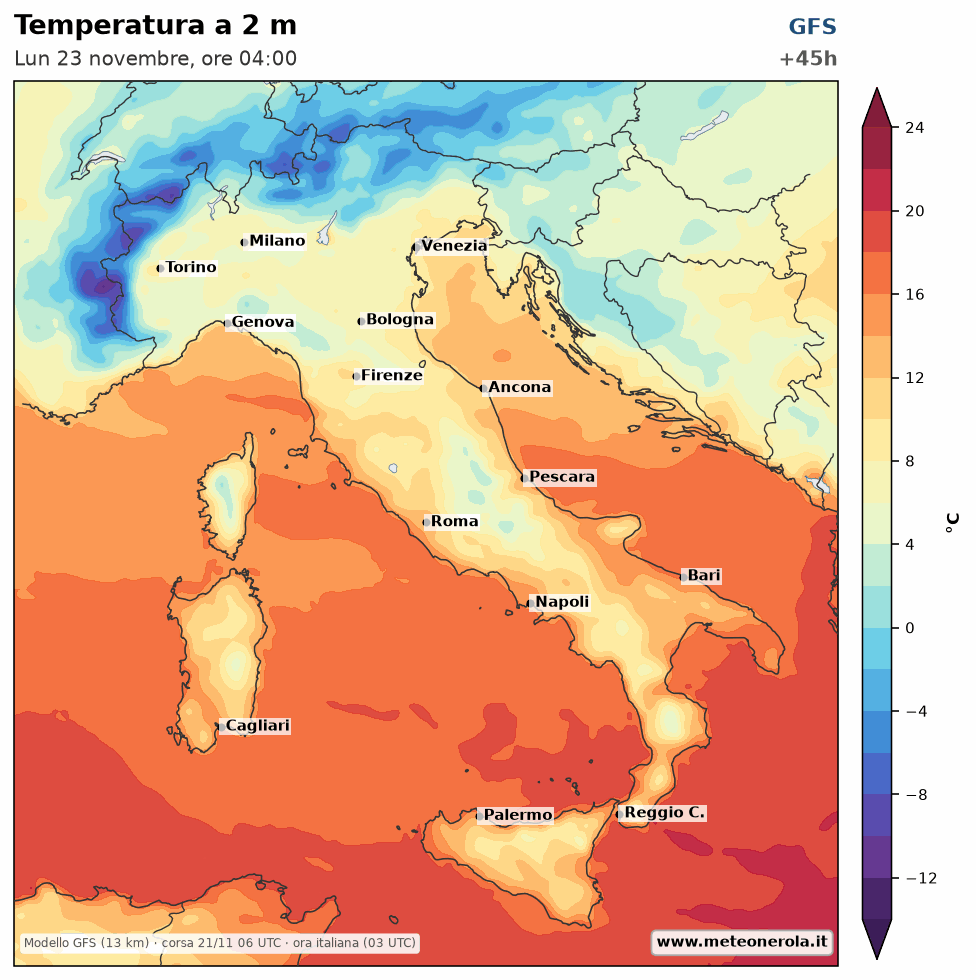 Temperatura a 2 m
GFS
Lun 23 novembre, ore 04:00
+45h
24
20
16
12
8
4
0
−4
−8
−12
°C
Milano
Venezia
Torino
Genova
Bologna
Firenze
Ancona
Pescara
Roma
Bari
Napoli
Cagliari
Palermo
Reggio C.
Modello GFS (13 km) · corsa 21/11 06 UTC · ora italiana (03 UTC)
www.meteonerola.it